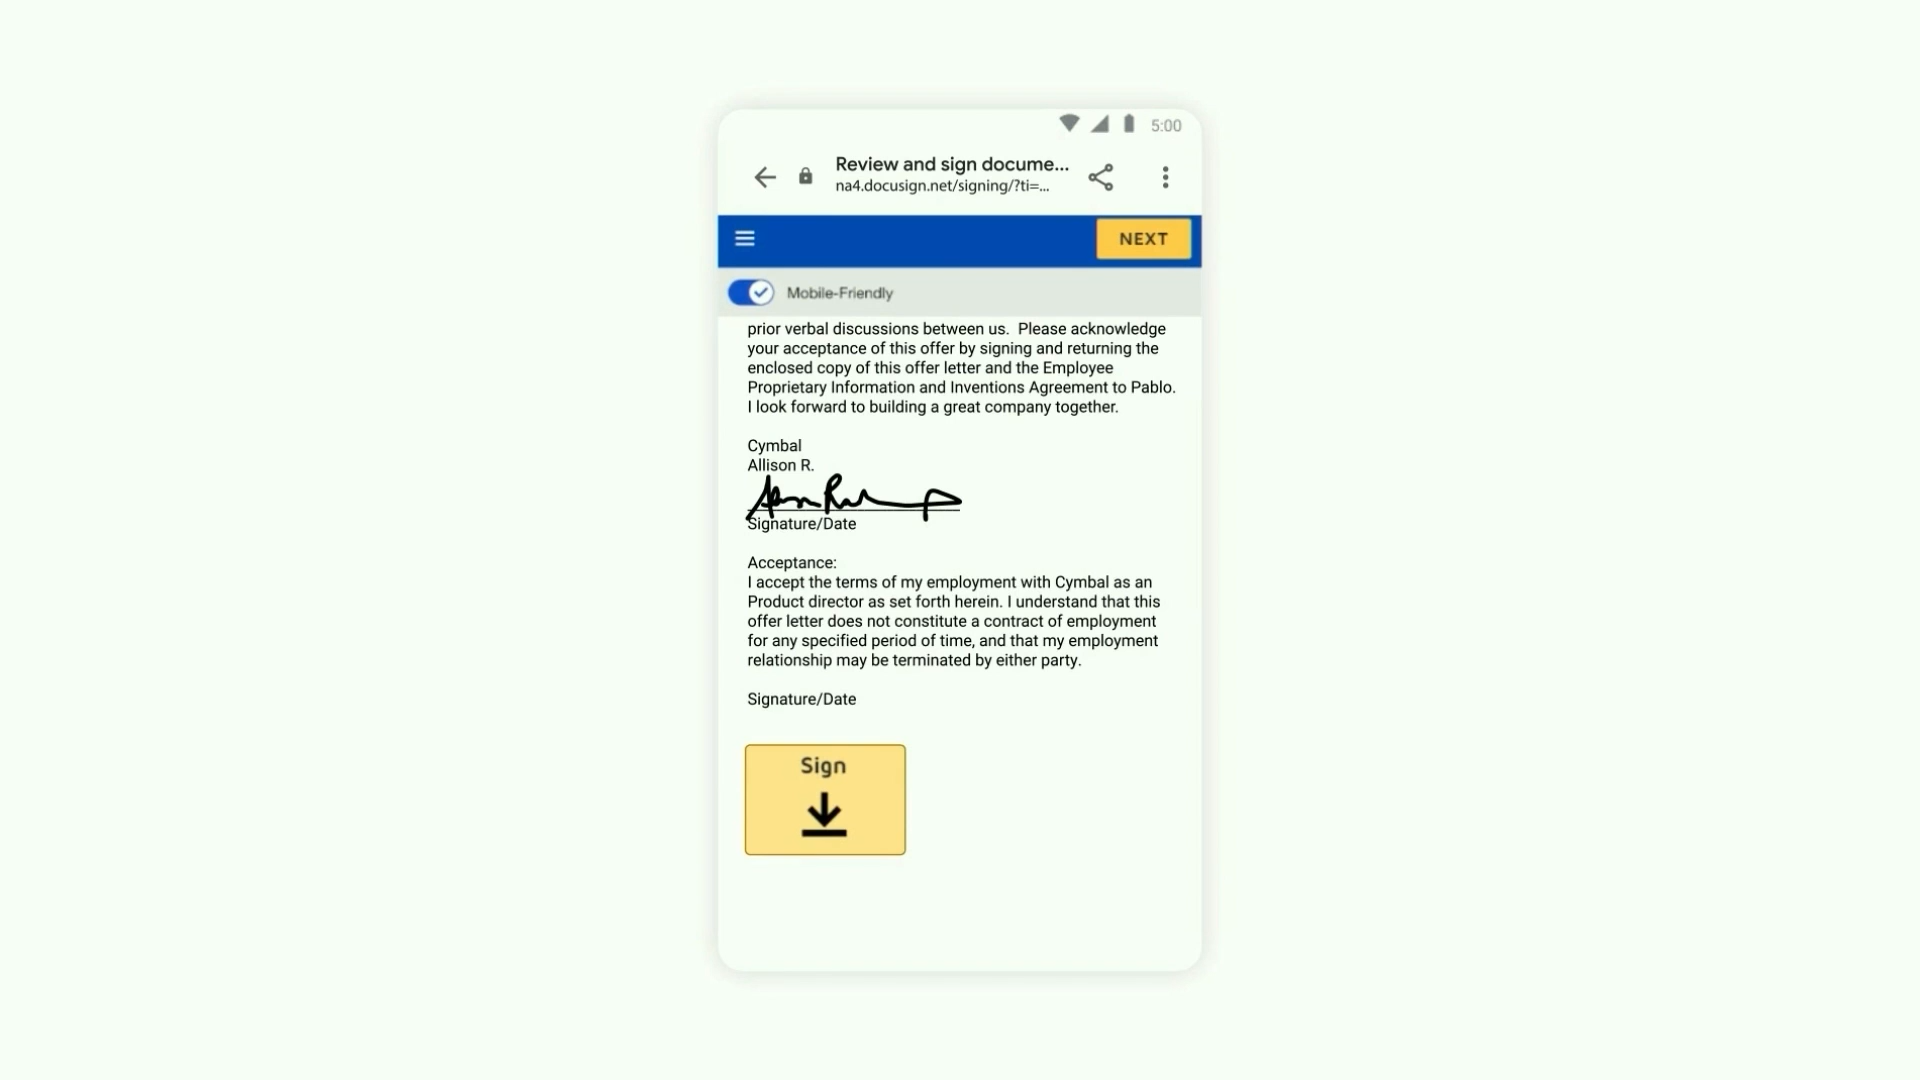 5:00
Review and sign docume...
na4.docusign.net/signing/?ti=...
NEXT
Mobile-Friendly
prior verbal discussions between us.  Please acknowledge
your acceptance of this offer by signing and returning the
enclosed copy of this offer letter and the Employee
Proprietary Information and Inventions Agreement to Pablo.
I look forward to building a great company together.
Cymbal
Allison R.
Signature/Date
Acceptance:
I accept the terms of my employment with Cymbal as an
Product director as set forth herein. I understand that this
offer letter does not constitute a contract of employment
for any specified period of time, and that my employment
relationship may be terminated by either party.
Signature/Date
Sign